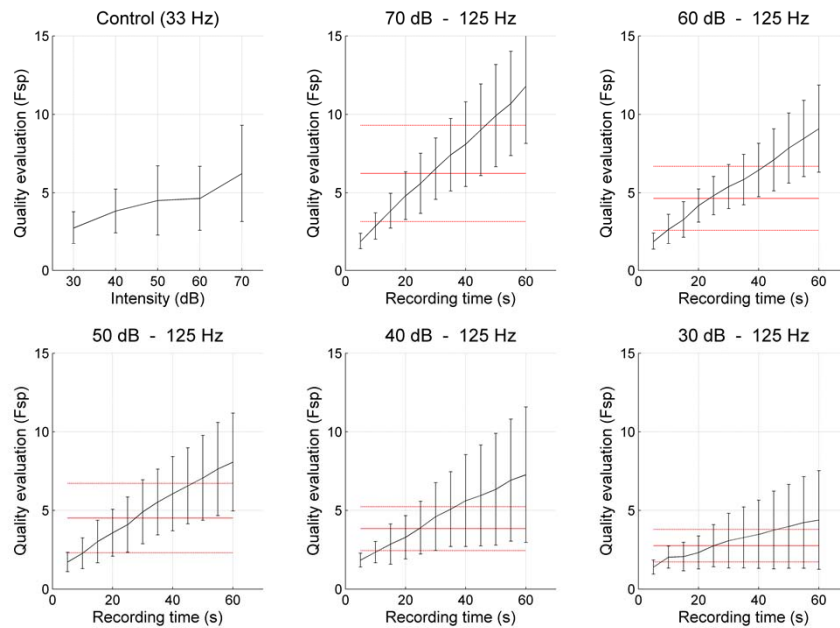 Control (33 Hz)
Quality evaluation (Fsp)
15
10
5
0
30 40 50 60 70
Intensity (dB)
70 dB - 125 Hz
Quality evaluation (Fsp)
15
10
5
0
0 20 40 60
Recording time (s)
60 dB - 125 Hz
Quality evaluation (Fsp)
15
10
5
0
0 20 40 60
Recording time (s)
50 dB - 125 Hz
Quality evaluation (Fsp)
15
10
5
0
0 20 40 60
Recording time (s)
40 dB - 125 Hz
Quality evaluation (Fsp)
15
10
5
0
0 20 40 60
Recording time (s)
30 dB - 125 Hz
Quality evaluation (Fsp)
15
10
5
0
0 20 40 60
Recording time (s)